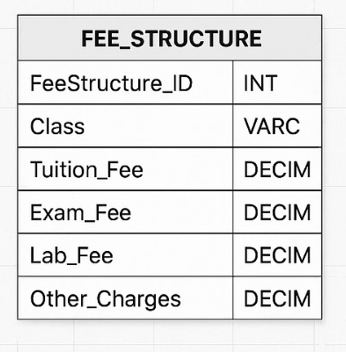 FEE_STRUCTURE
FeeStructure_ID INT
Class VARC
Tuition_Fee DECIM
Exam_Fee DECIM
Lab_Fee DECIM
Other_Charges DECIM